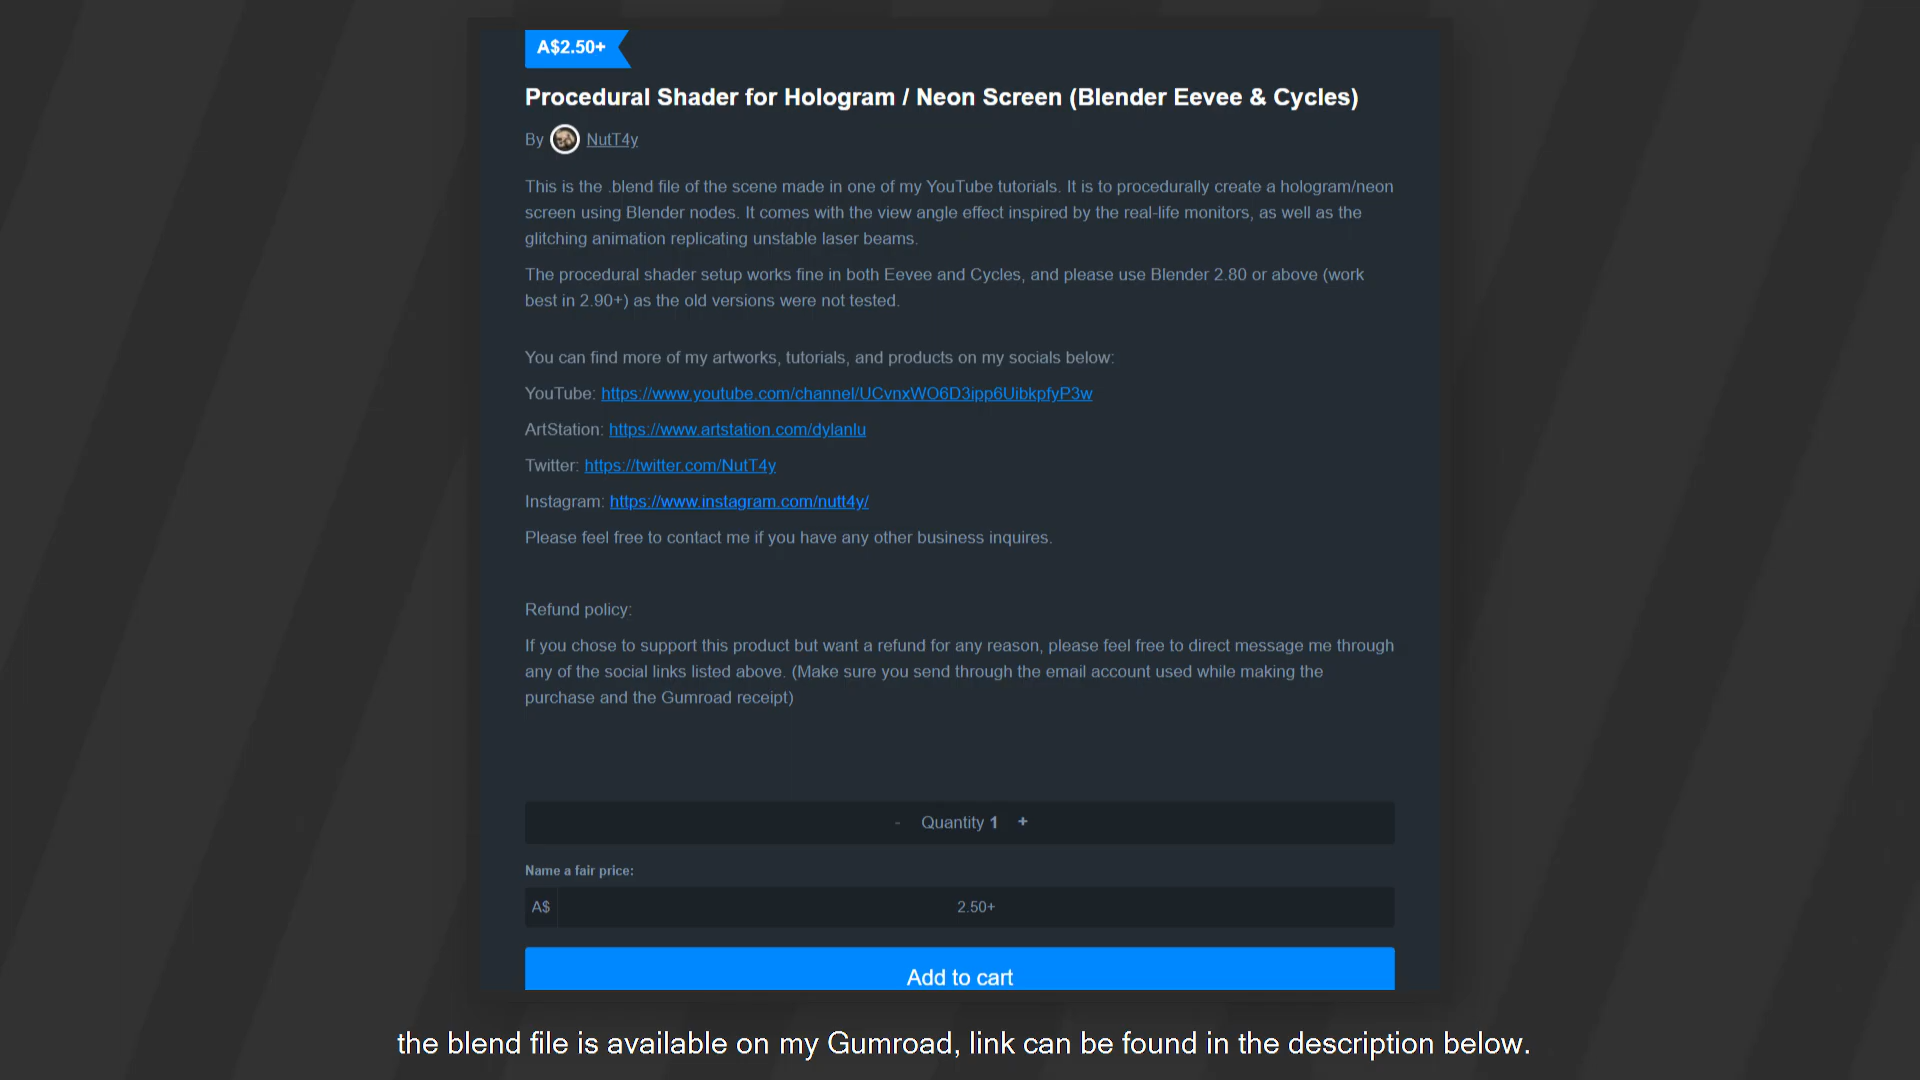 A$2.50+
Procedural Shader for Hologram / Neon Screen (Blender Eevee & Cycles)
By NutT4y
This is the .blend file of the scene made in one of my YouTube tutorials. It is to procedurally create a hologram/neon
screen using Blender nodes. It comes with the view angle effect inspired by the real-life monitors, as well as the
glitching animation replicating unstable laser beams.
The procedural shader setup works fine in both Eevee and Cycles, and please use Blender 2.80 or above (work
best in 2.90+) as the old versions were not tested.
You can find more of my artworks, tutorials, and products on my socials below:
YouTube: https://www.youtube.com/channel/UCvnxWO6D3ipp6UibkpfyP3w
ArtStation: https://www.artstation.com/dylanlu
Twitter: https://twitter.com/NutT4y
Instagram: https://www.instagram.com/nutt4y/
Please feel free to contact me if you have any other business inquires.
Refund policy:
If you chose to support this product but want a refund for any reason, please feel free to direct message me through
any of the social links listed above. (Make sure you send through the email account used while making the
purchase and the Gumroad receipt)
- Quantity 1 +
Name a fair price:
A$ 2.50+
Add to cart
the blend file is available on my Gumroad, link can be found in the description below.